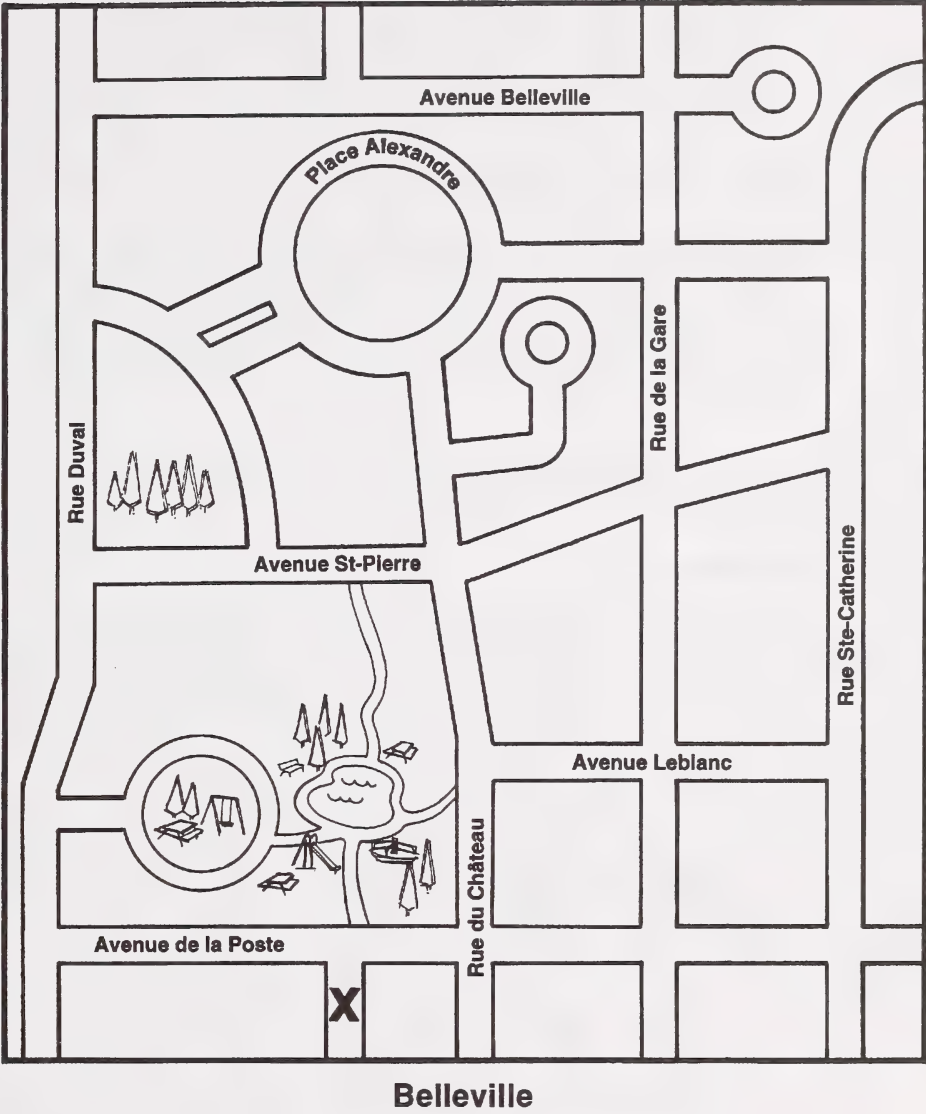 Avenue Belleville
Place Alexandre
Rue de la Gare
Rue Duval
Avenue St-Pierre
Rue Ste-Catherine
Avenue Leblanc
Rue du Château
Avenue de la Poste
X
Belleville